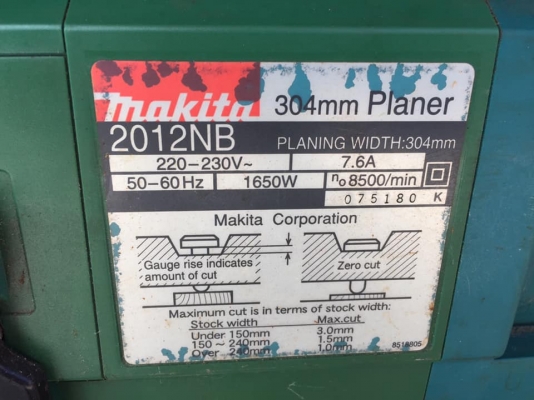 makita 304mm Planer
2012NB PLANING WIDTH:304mm
220-230V~ 7.6A
50-60Hz 1650W no 8500/min
075180 K
Makita Corporation
Gauge rise indicates
amount of cut
Zero cut
Maximum cut is in terms of stock width:
Stock width Max.cut
Under 150mm 3.0mm
150~240mm 1.5mm
Over 240mm 1.0mm